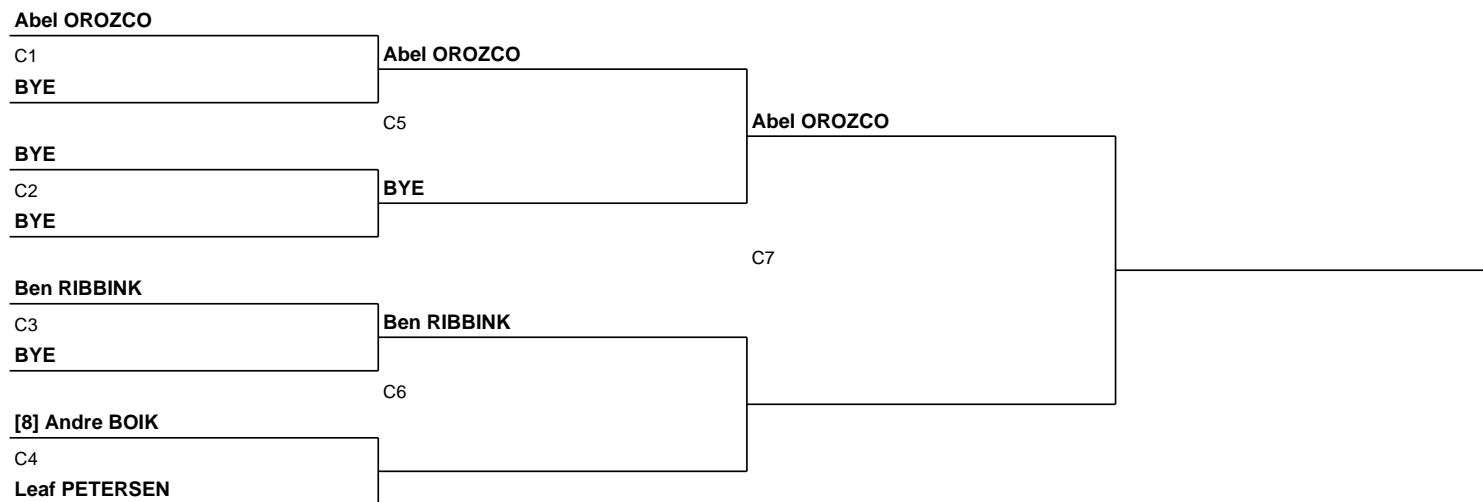 Abel OROZCO
C1
Abel OROZCO
BYE
C5
Abel OROZCO
BYE
C2
BYE
BYE
C7
Ben RIBBINK
C3
Ben RIBBINK
BYE
C6
[8] Andre BOIK
C4
Leaf PETERSEN